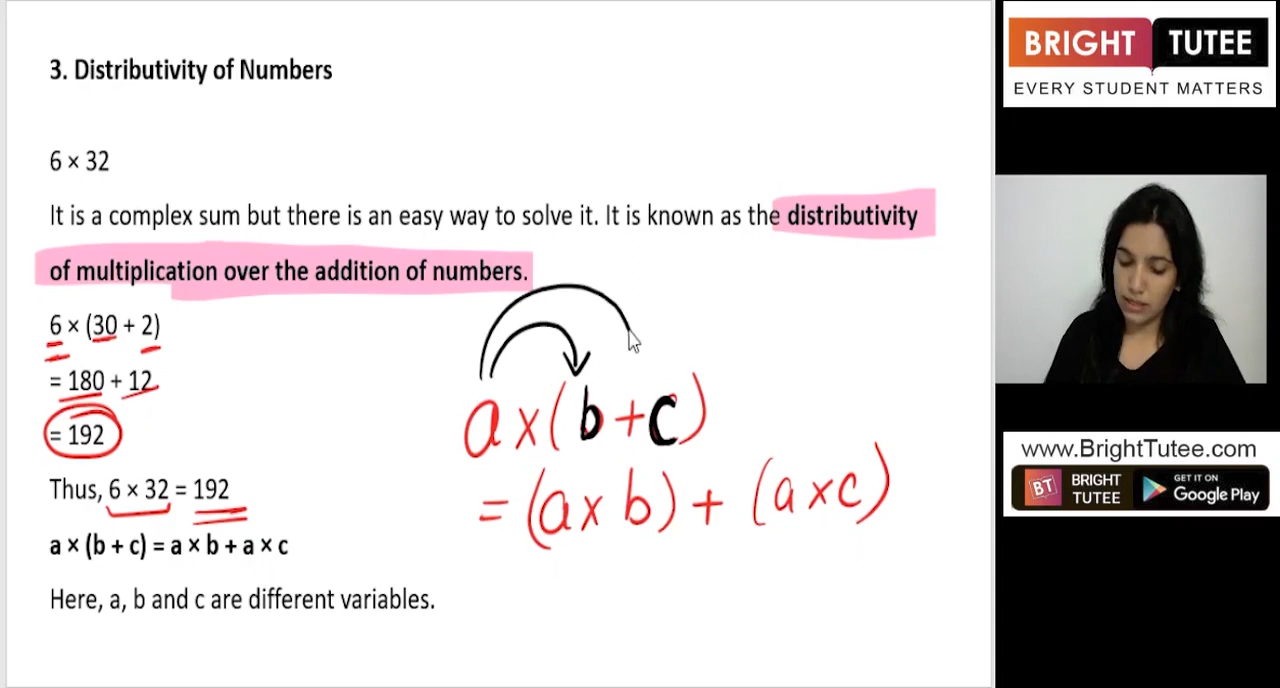 3. Distributivity of Numbers
6 × 32
It is a complex sum but there is an easy way to solve it. It is known as the distributivity
of multiplication over the addition of numbers.
6 × (30 + 2)
= 180 + 12
= 192
Thus, 6 × 32 = 192
a × (b + c) = a × b + a × c
Here, a, b and c are different variables.
a × (b + c)
= (a × b) + (a × c)
BRIGHT TUTEE
EVERY STUDENT MATTERS
www.BrightTutee.com
BT
BRIGHT
TUTEE
GET IT ON
Google Play